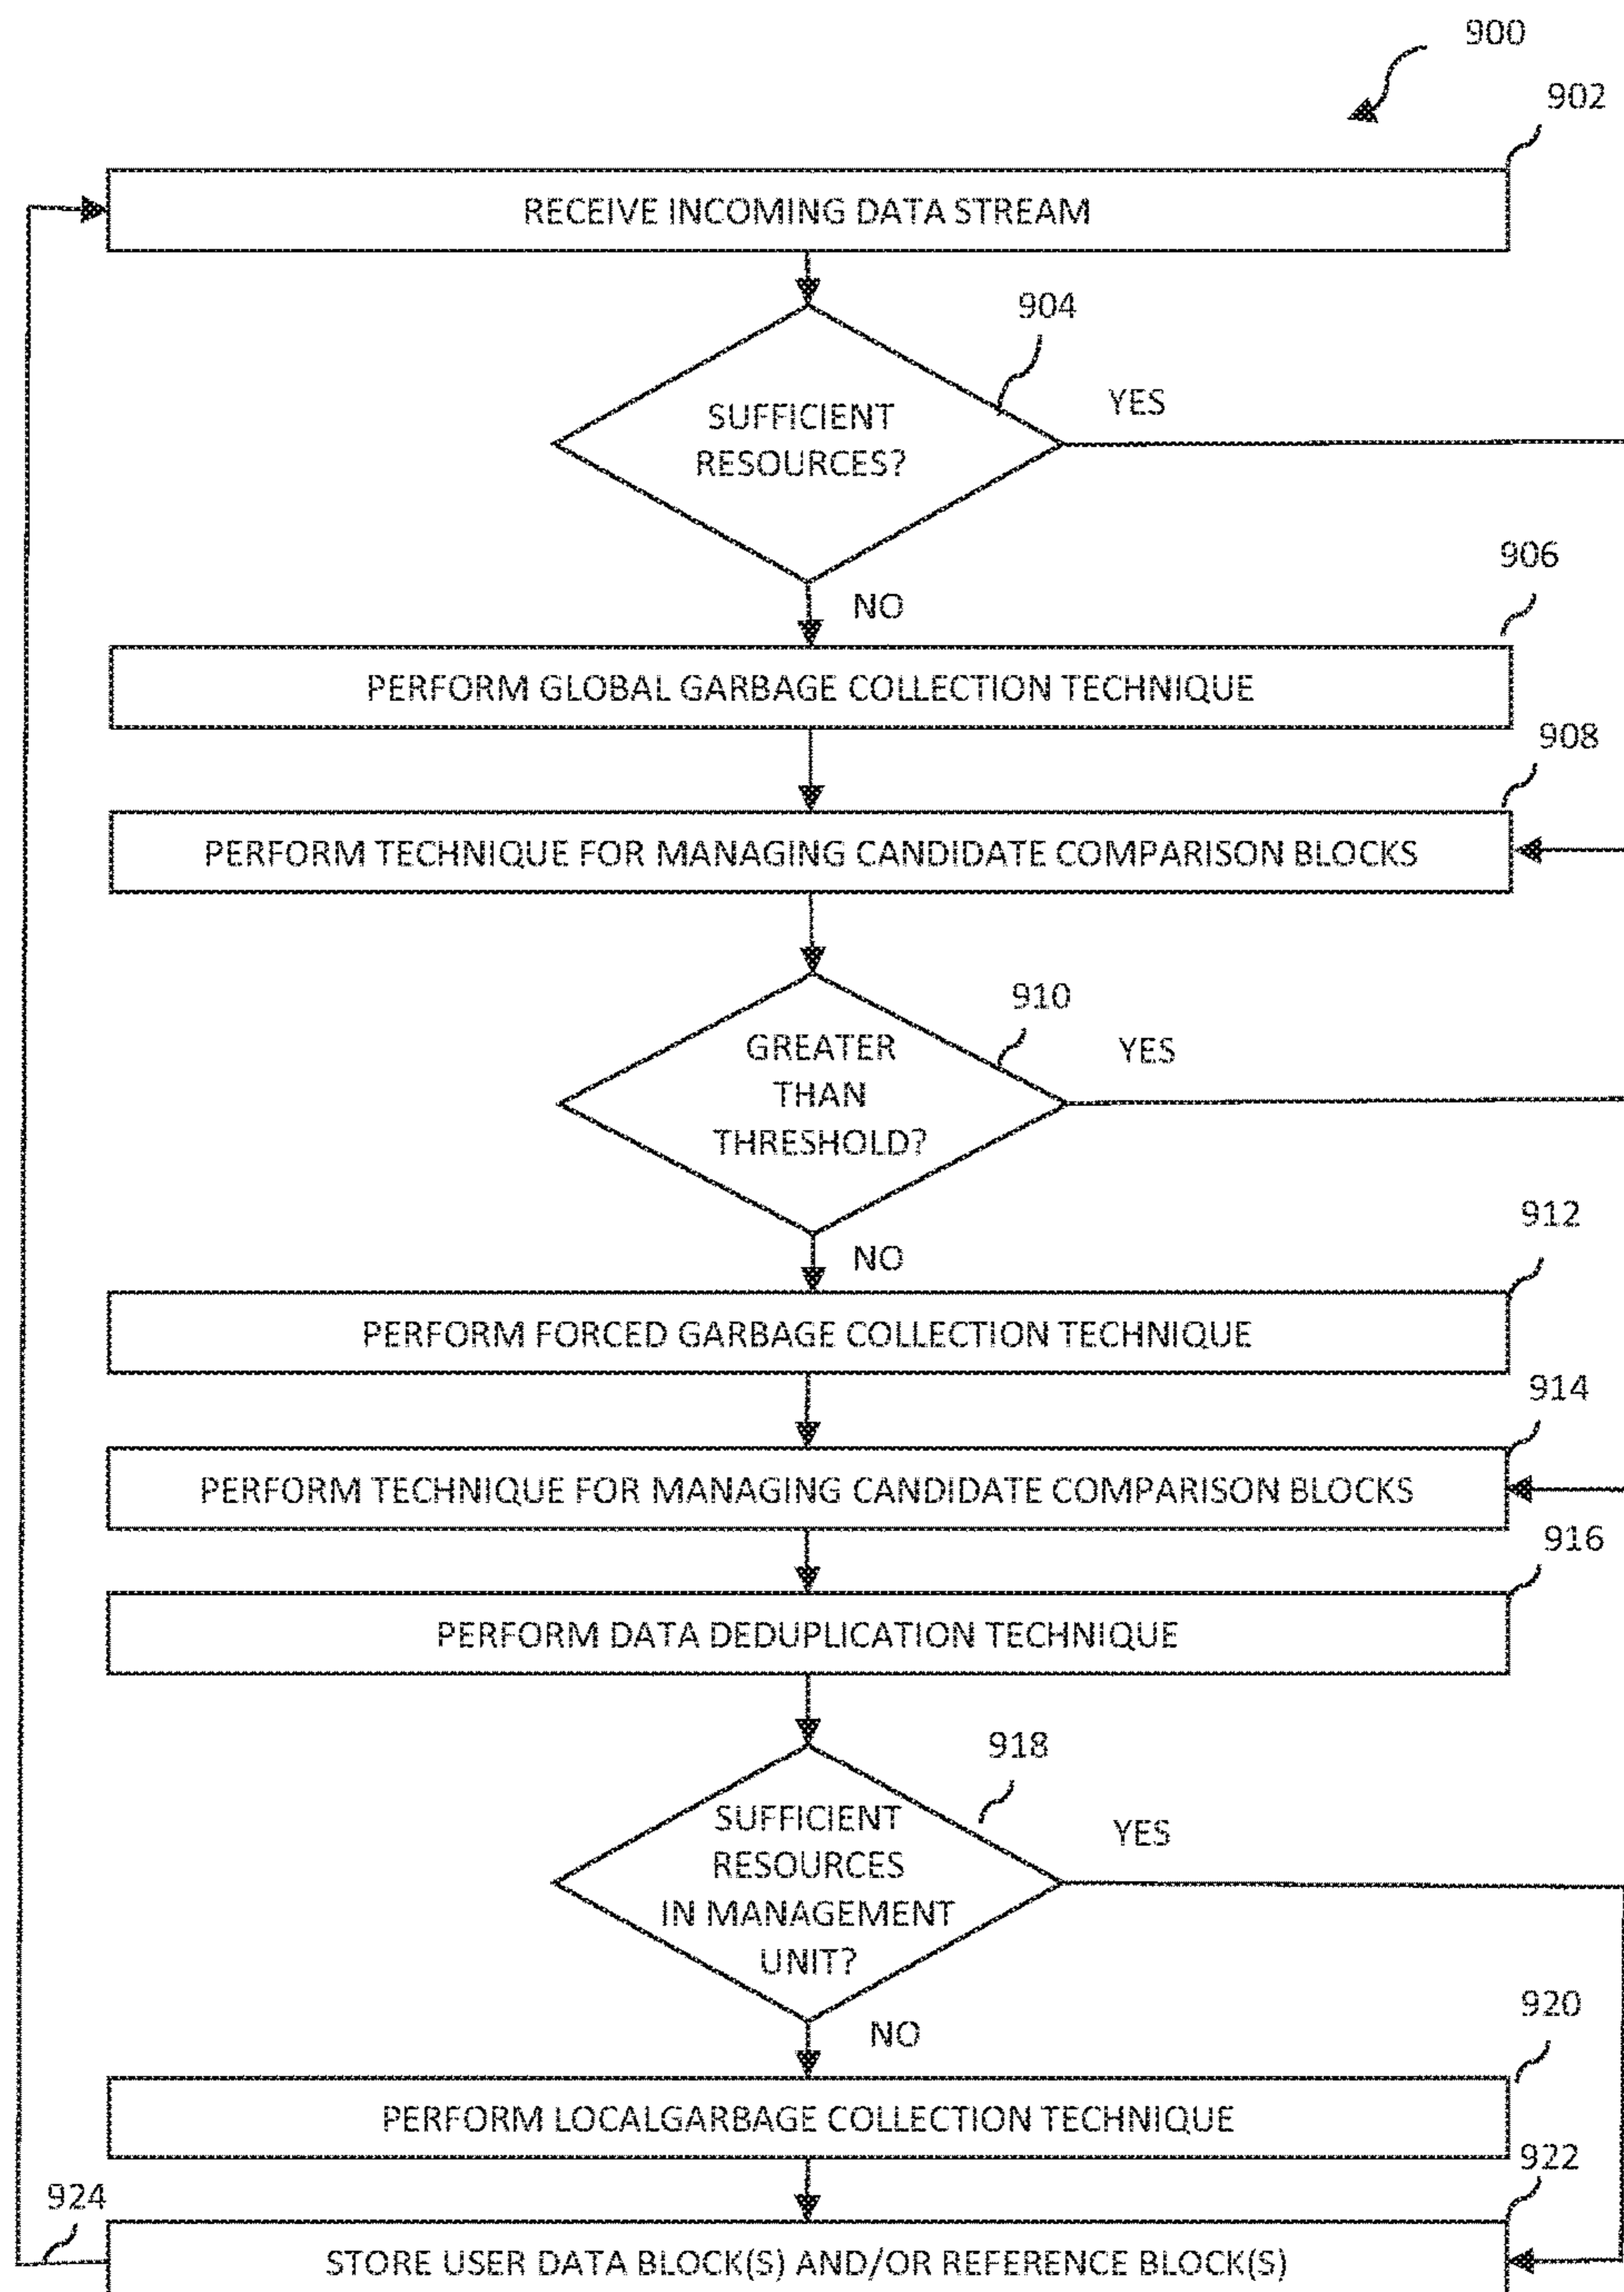 900
902
RECEIVE INCOMING DATA STREAM
904
YES
SUFFICIENT
RESOURCES?
906
NO
PERFORM GLOBAL GARBAGE COLLECTION TECHNIQUE
908
PERFORM TECHNIQUE FOR MANAGING CANDIDATE COMPARISON BLOCKS
910
YES
GREATER
THAN
THRESHOLD?
912
NO
PERFORM FORCED GARBAGE COLLECTION TECHNIQUE
914
PERFORM TECHNIQUE FOR MANAGING CANDIDATE COMPARISON BLOCKS
916
PERFORM DATA DEDUPLICATION TECHNIQUE
918
YES
SUFFICIENT
RESOURCES
IN MANAGEMENT
UNIT?
920
NO
PERFORM LOCALGARBAGE COLLECTION TECHNIQUE
922
924
STORE USER DATA BLOCK(S) AND/OR REFERENCE BLOCK(S)